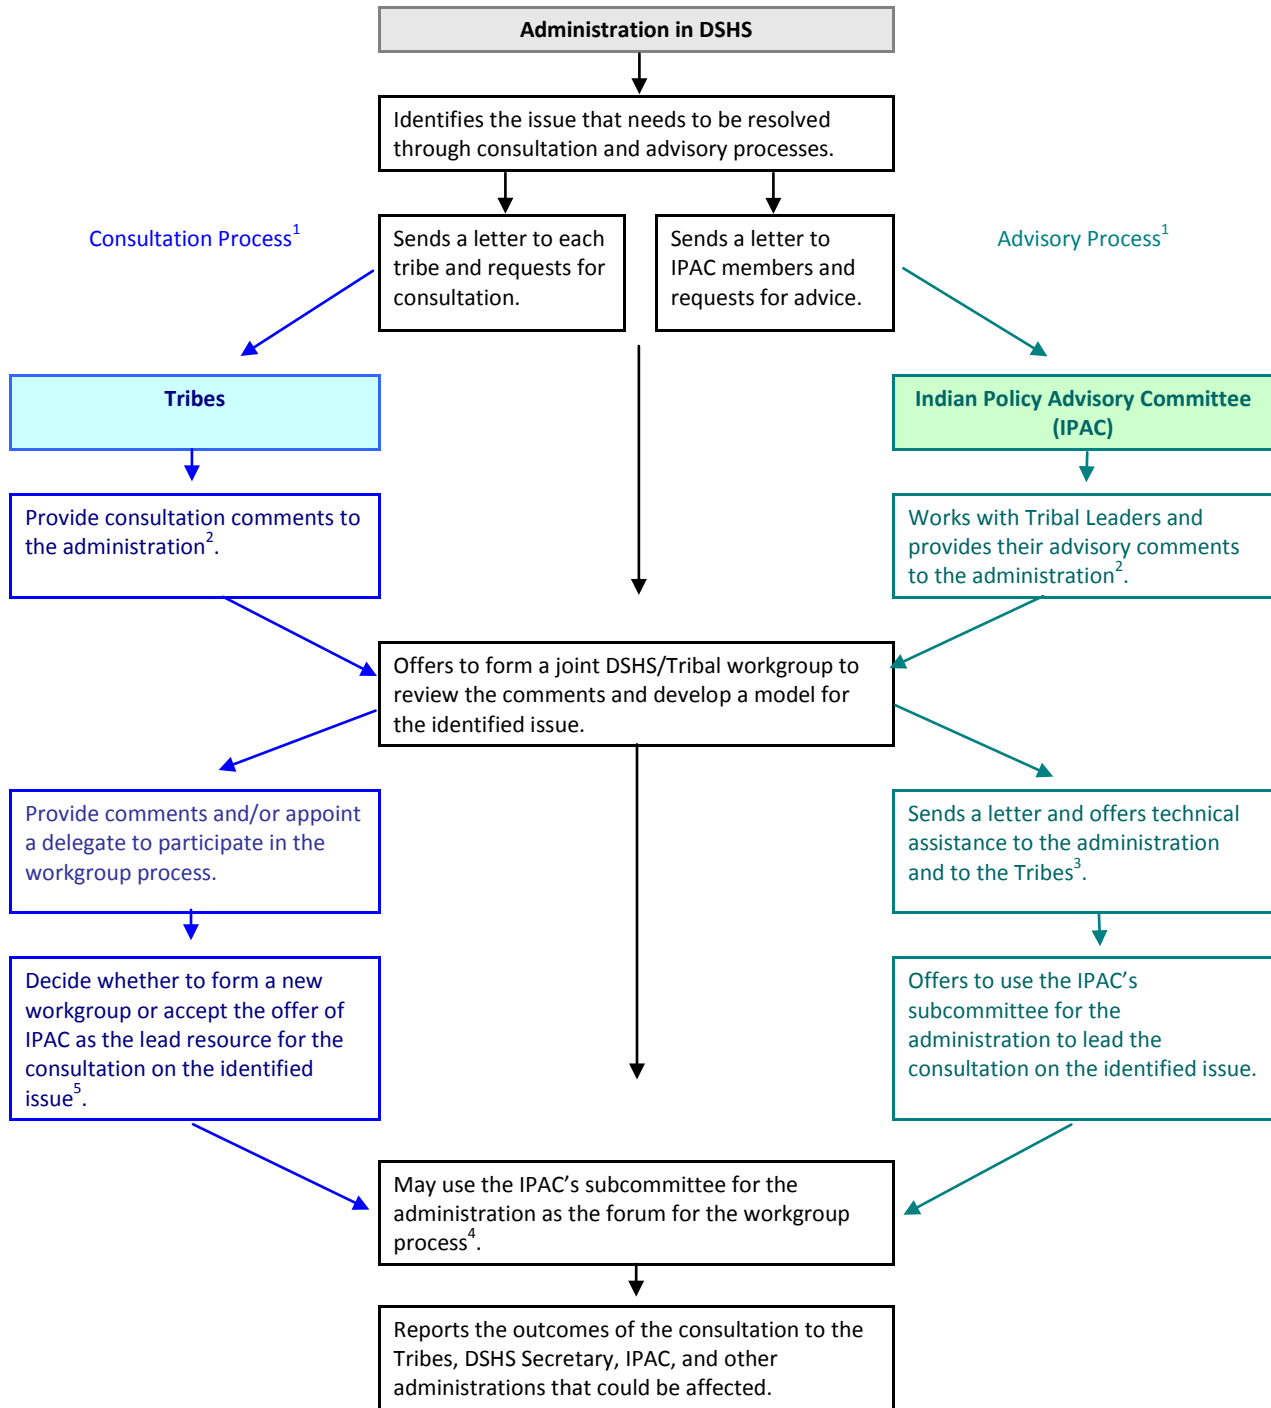 Administration in DSHS
Identifies the issue that needs to be resolved
through consultation and advisory processes.
Consultation Process1
Sends a letter to each
tribe and requests for
consultation.
Sends a letter to
IPAC members and
requests for advice.
Advisory Process1
Tribes
Indian Policy Advisory Committee
(IPAC)
Provide consultation comments to
the administration2.
Works with Tribal Leaders and
provides their advisory comments
to the administration2.
Offers to form a joint DSHS/Tribal workgroup to
review the comments and develop a model for
the identified issue.
Provide comments and/or appoint
a delegate to participate in the
workgroup process.
Sends a letter and offers technical
assistance to the administration
and to the Tribes3.
Decide whether to form a new
workgroup or accept the offer of
IPAC as the lead resource for the
consultation on the identified
issue5.
Offers to use the IPAC’s
subcommittee for the
administration to lead the
consultation on the identified issue.
May use the IPAC’s subcommittee for the
administration as the forum for the workgroup
process4.
Reports the outcomes of the consultation to the
Tribes, DSHS Secretary, IPAC, and other
administrations that could be affected.